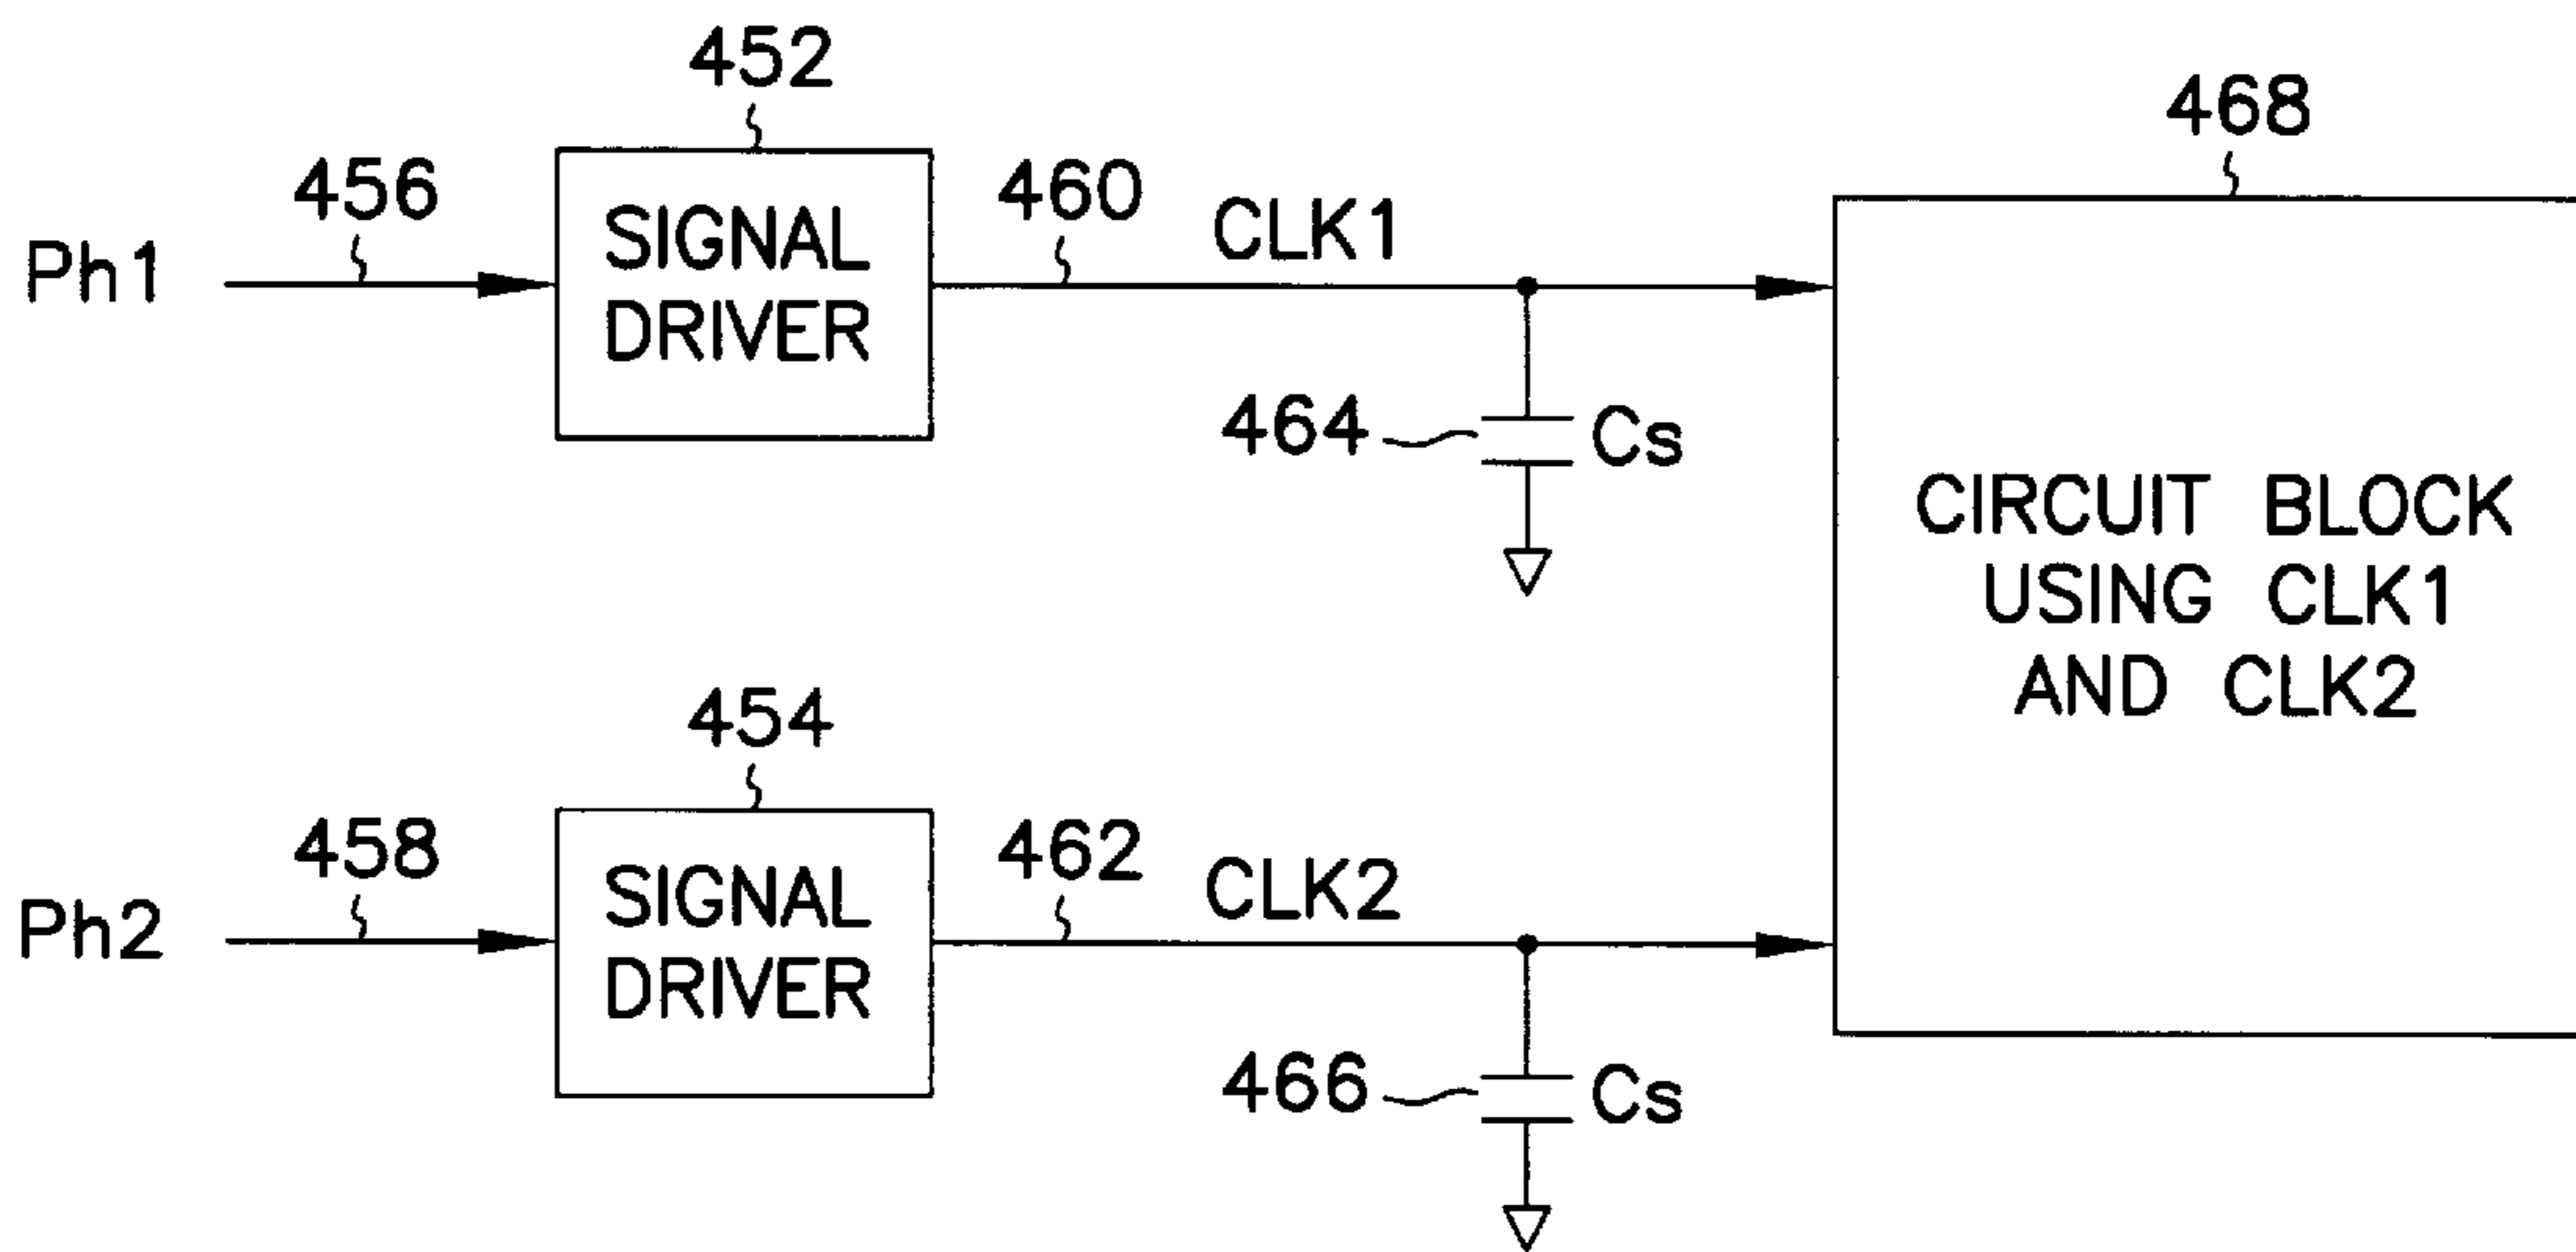 452
468
456
460
CLK1
Ph1
SIGNAL
DRIVER
464
Cs
CIRCUIT BLOCK
USING CLK1
AND CLK2
454
458
462
CLK2
Ph2
SIGNAL
DRIVER
466
Cs